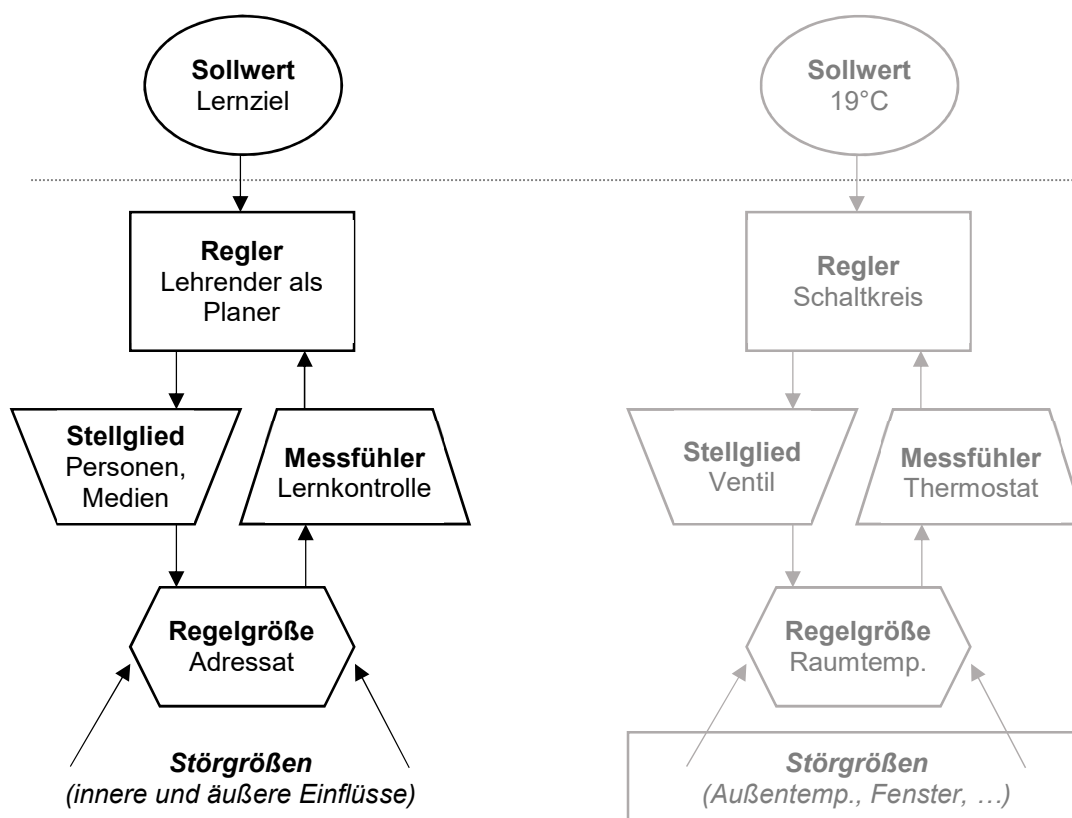 Sollwert
Lernziel
Regler
Lehrender als
Planer
Stellglied
Personen,
Medien
Messfühler
Lernkontrolle
Regelgröße
Adressat
Störgrößen
(innere und äußere Einflüsse)
Sollwert
19°C
Regler
Schaltkreis
Stellglied
Ventil
Messfühler
Thermostat
Regelgröße
Raumtemp.
Störgrößen
(Außentemp., Fenster, …)